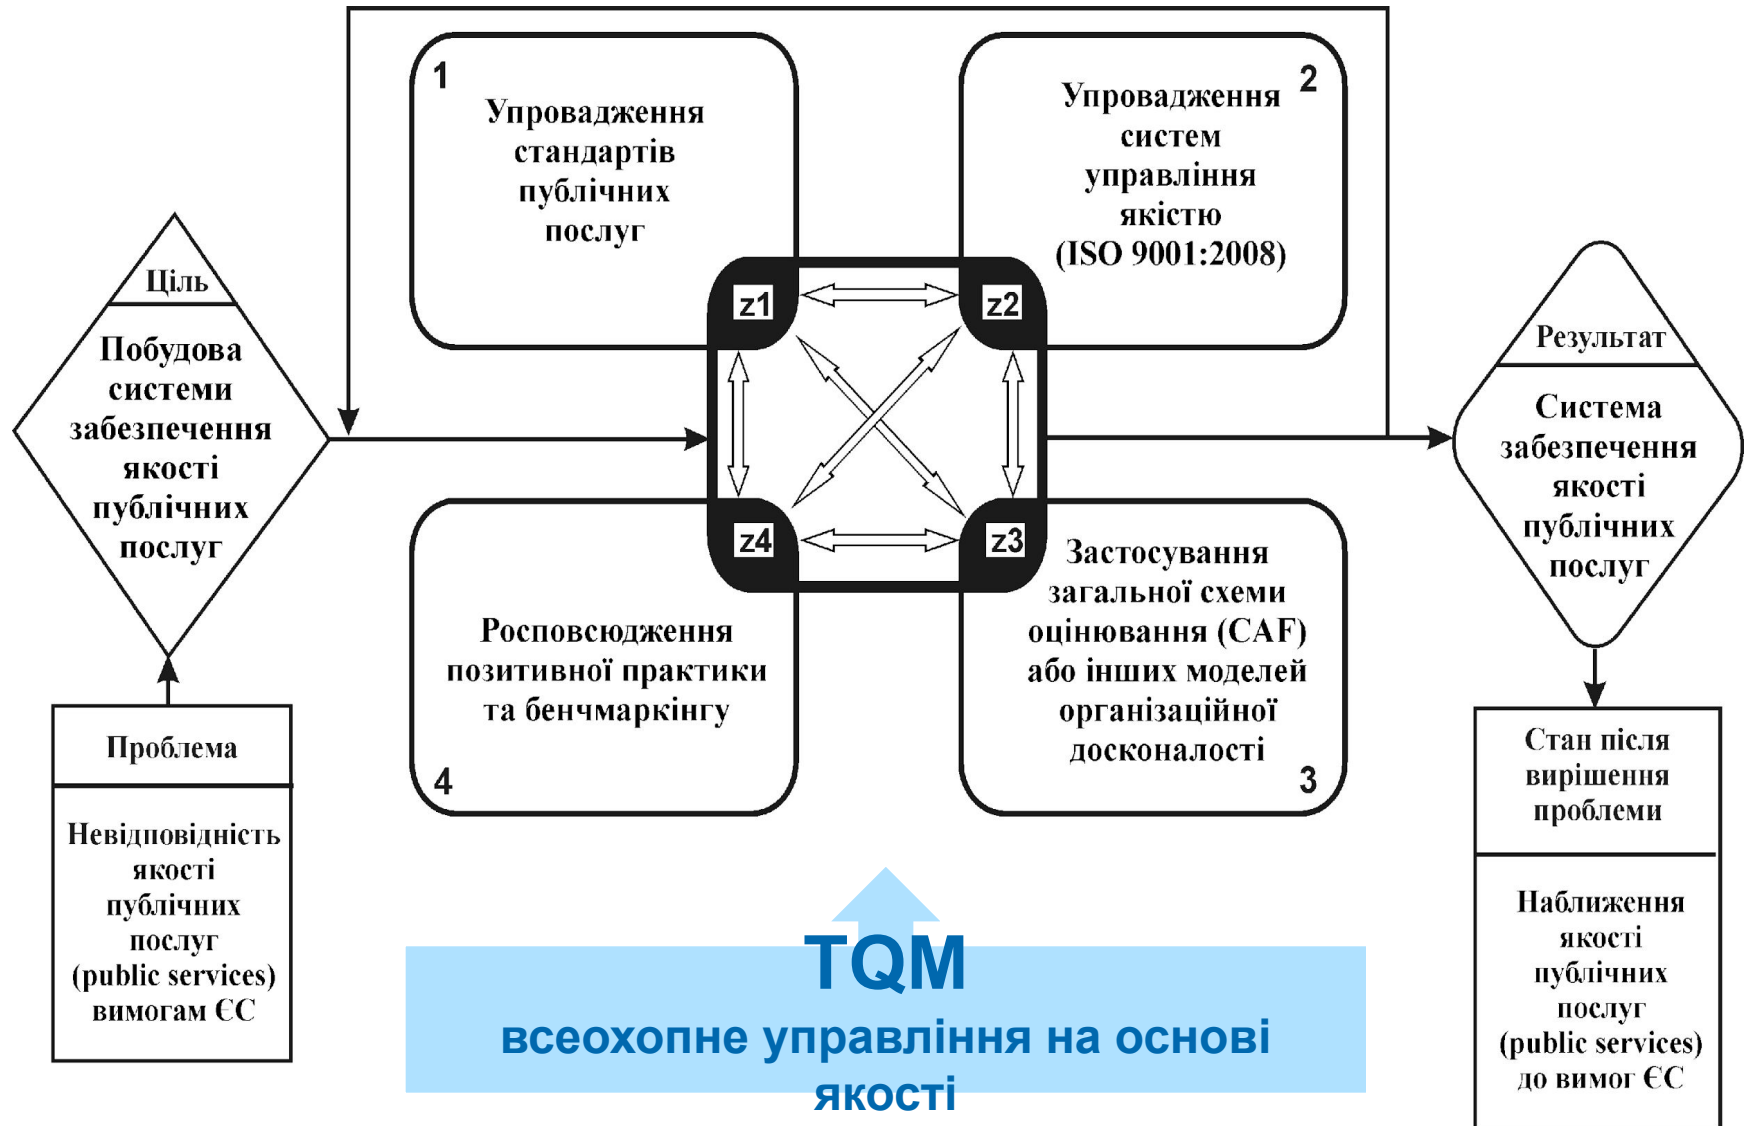 1
Упровадження
стандартів
публічних
послуг
Упровадження
2
систем
управління
якістю
(ISO 9001:2008)
Ціль
Побудова
системи
забезпечення
якості
публічних
послуг
z1
z2
z4
z3
Результат
Система
забезпечення
якості
публічних
послуг
Росповсюдження
позитивної практики
та бенчмаркінгу
4
Застосування
загальної схеми
оцінювання (CAF)
або інших моделей
організаційної
досконалості
3
Проблема
Невідповідність
якості
публічних
послуг
(public services)
вимогам ЄС
Стан після
вирішення
проблеми
Наближення
якості
публічних
послуг
(public services)
до вимог ЄС
TQM
всеохопне управління на основі
якості